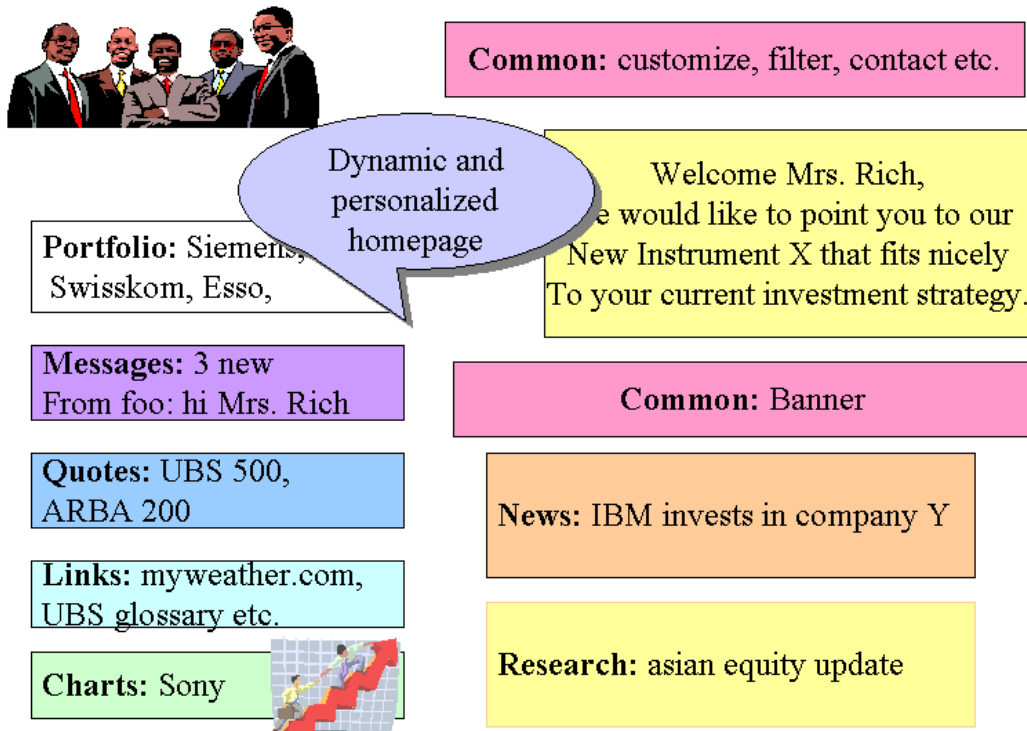 Common: customize, filter, contact etc.
Dynamic and
personalized
homepage
Welcome Mrs. Rich,
e would like to point you to our
New Instrument X that fits nicely
To your current investment strategy.
Portfolio: Siemens,
Swisskom, Esso,
Messages: 3 new
From foo: hi Mrs. Rich
Common: Banner
Quotes: UBS 500,
ARBA 200
News: IBM invests in company Y
Links: myweather.com,
UBS glossary etc.
Research: asian equity update
Charts: Sony